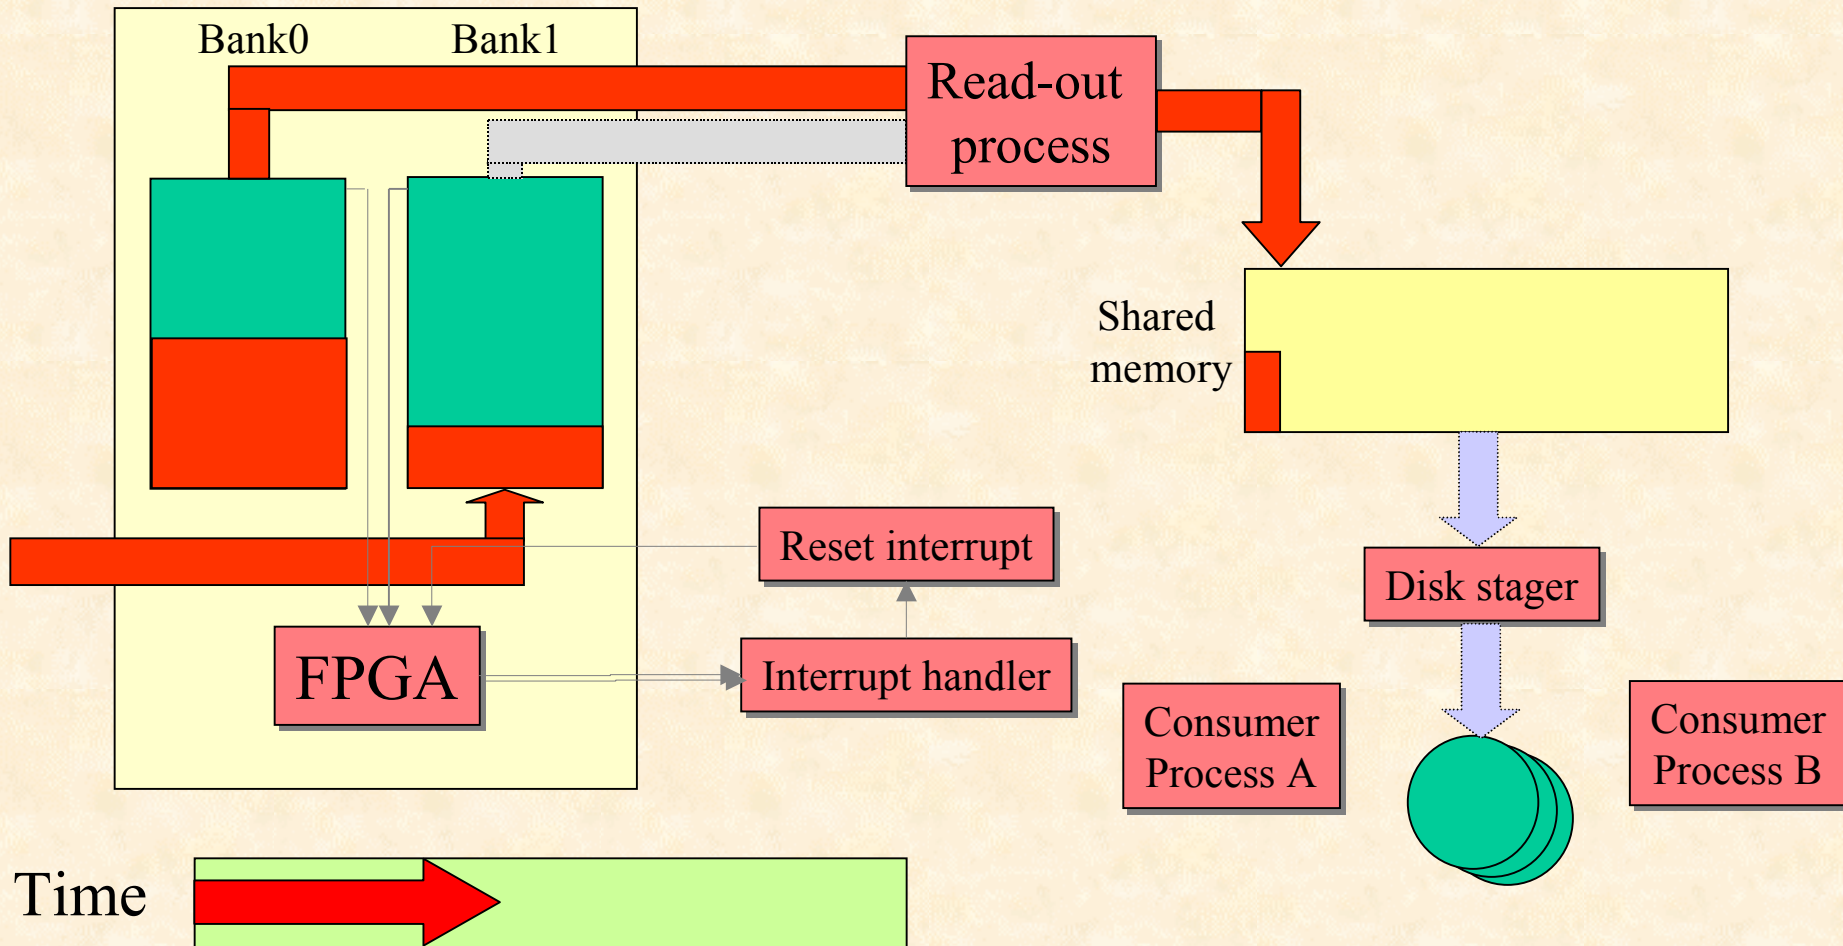 Bank0
Bank1
Read-out
process
Shared
memory
Reset interrupt
Disk stager
FPGA
Interrupt handler
Consumer
Process A
Consumer
Process B
Time